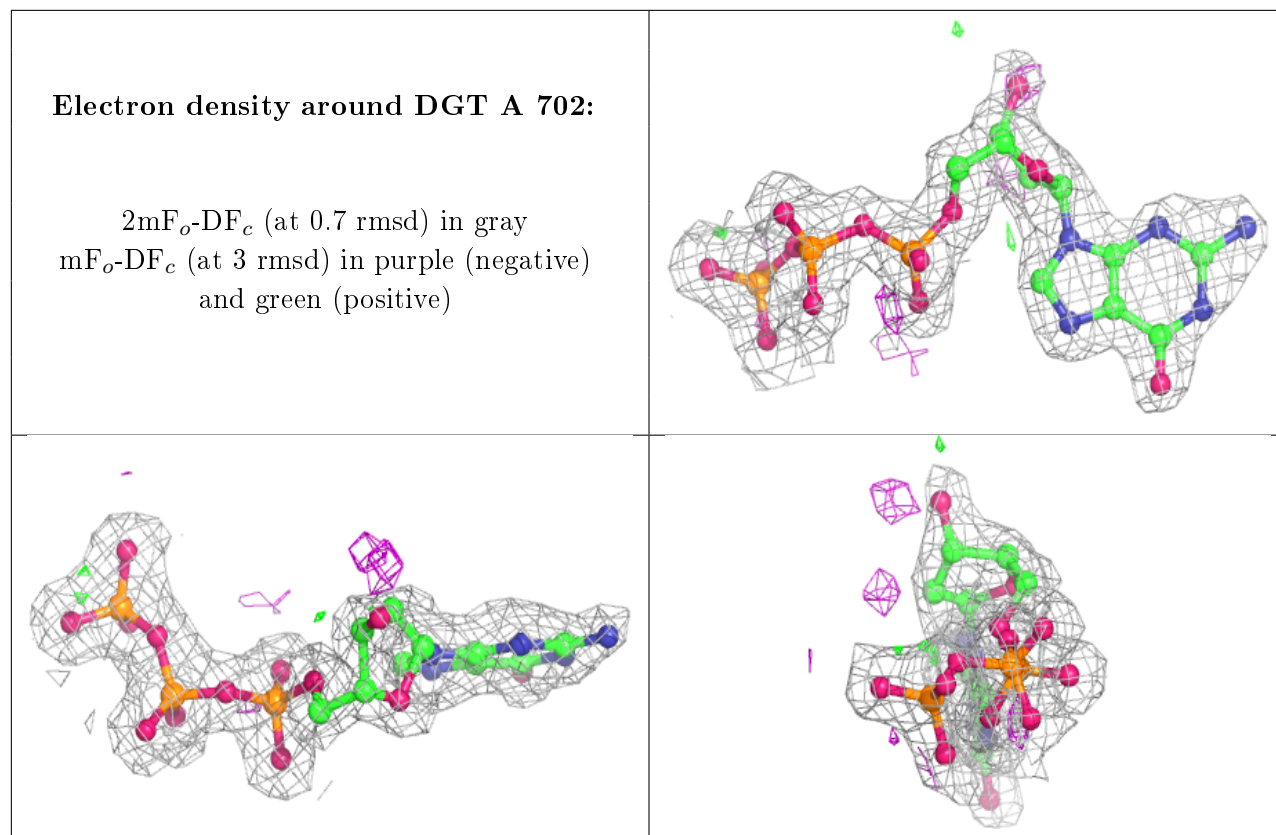 Electron density around DGT A 702:
2mFₒ-DF𝒸 (at 0.7 rmsd) in gray
mFₒ-DF𝒸 (at 3 rmsd) in purple (negative)
and green (positive)